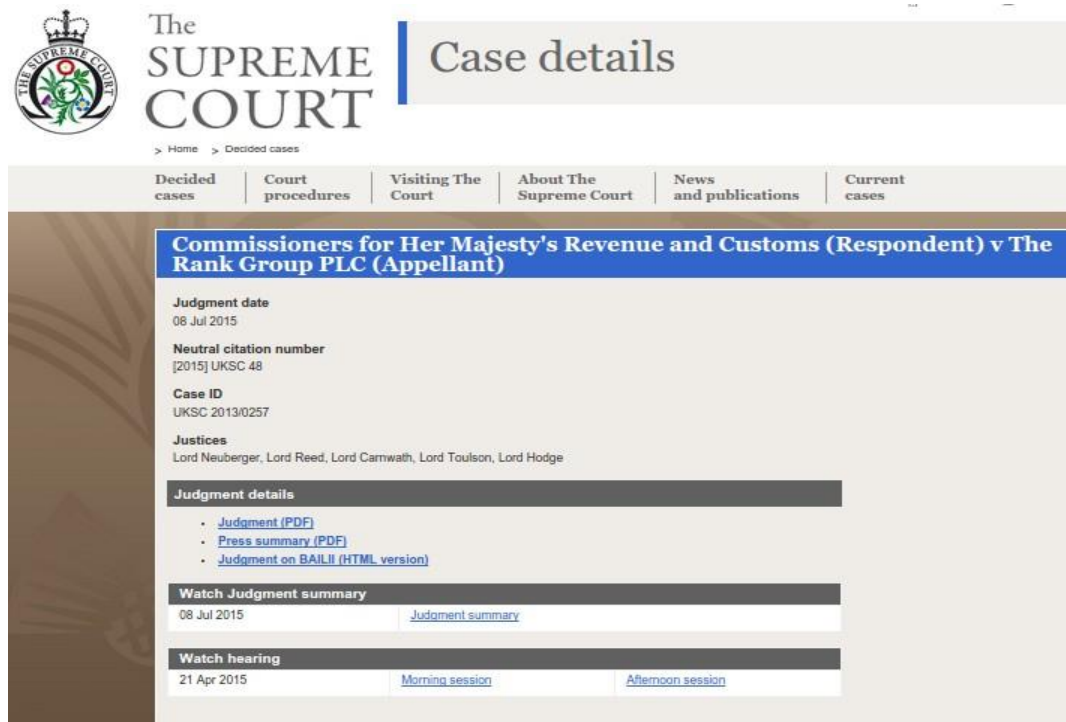 The
SUPREME
COURT
THE SUPREME COURT
Case details
> Home > Decided cases
Decided cases
Court procedures
Visiting The Court
About The Supreme Court
News and publications
Current cases
Commissioners for Her Majesty's Revenue and Customs (Respondent) v The
Rank Group PLC (Appellant)
Judgment date
08 Jul 2015
Neutral citation number
[2015] UKSC 48
Case ID
UKSC 2013/0257
Justices
Lord Neuberger, Lord Reed, Lord Carnwath, Lord Toulson, Lord Hodge
Judgment details
Judgment (PDF)
Press summary (PDF)
Judgment on BAILII (HTML version)
Watch Judgment summary
08 Jul 2015 Judgment summary
Watch hearing
21 Apr 2015 Morning session Afternoon session